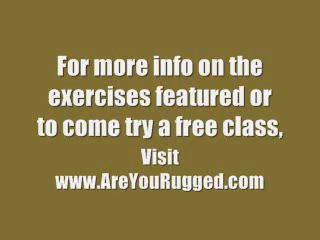 For more info on the
exercises featured or
to come try a free class,
Visit
www.AreYouRugged.com